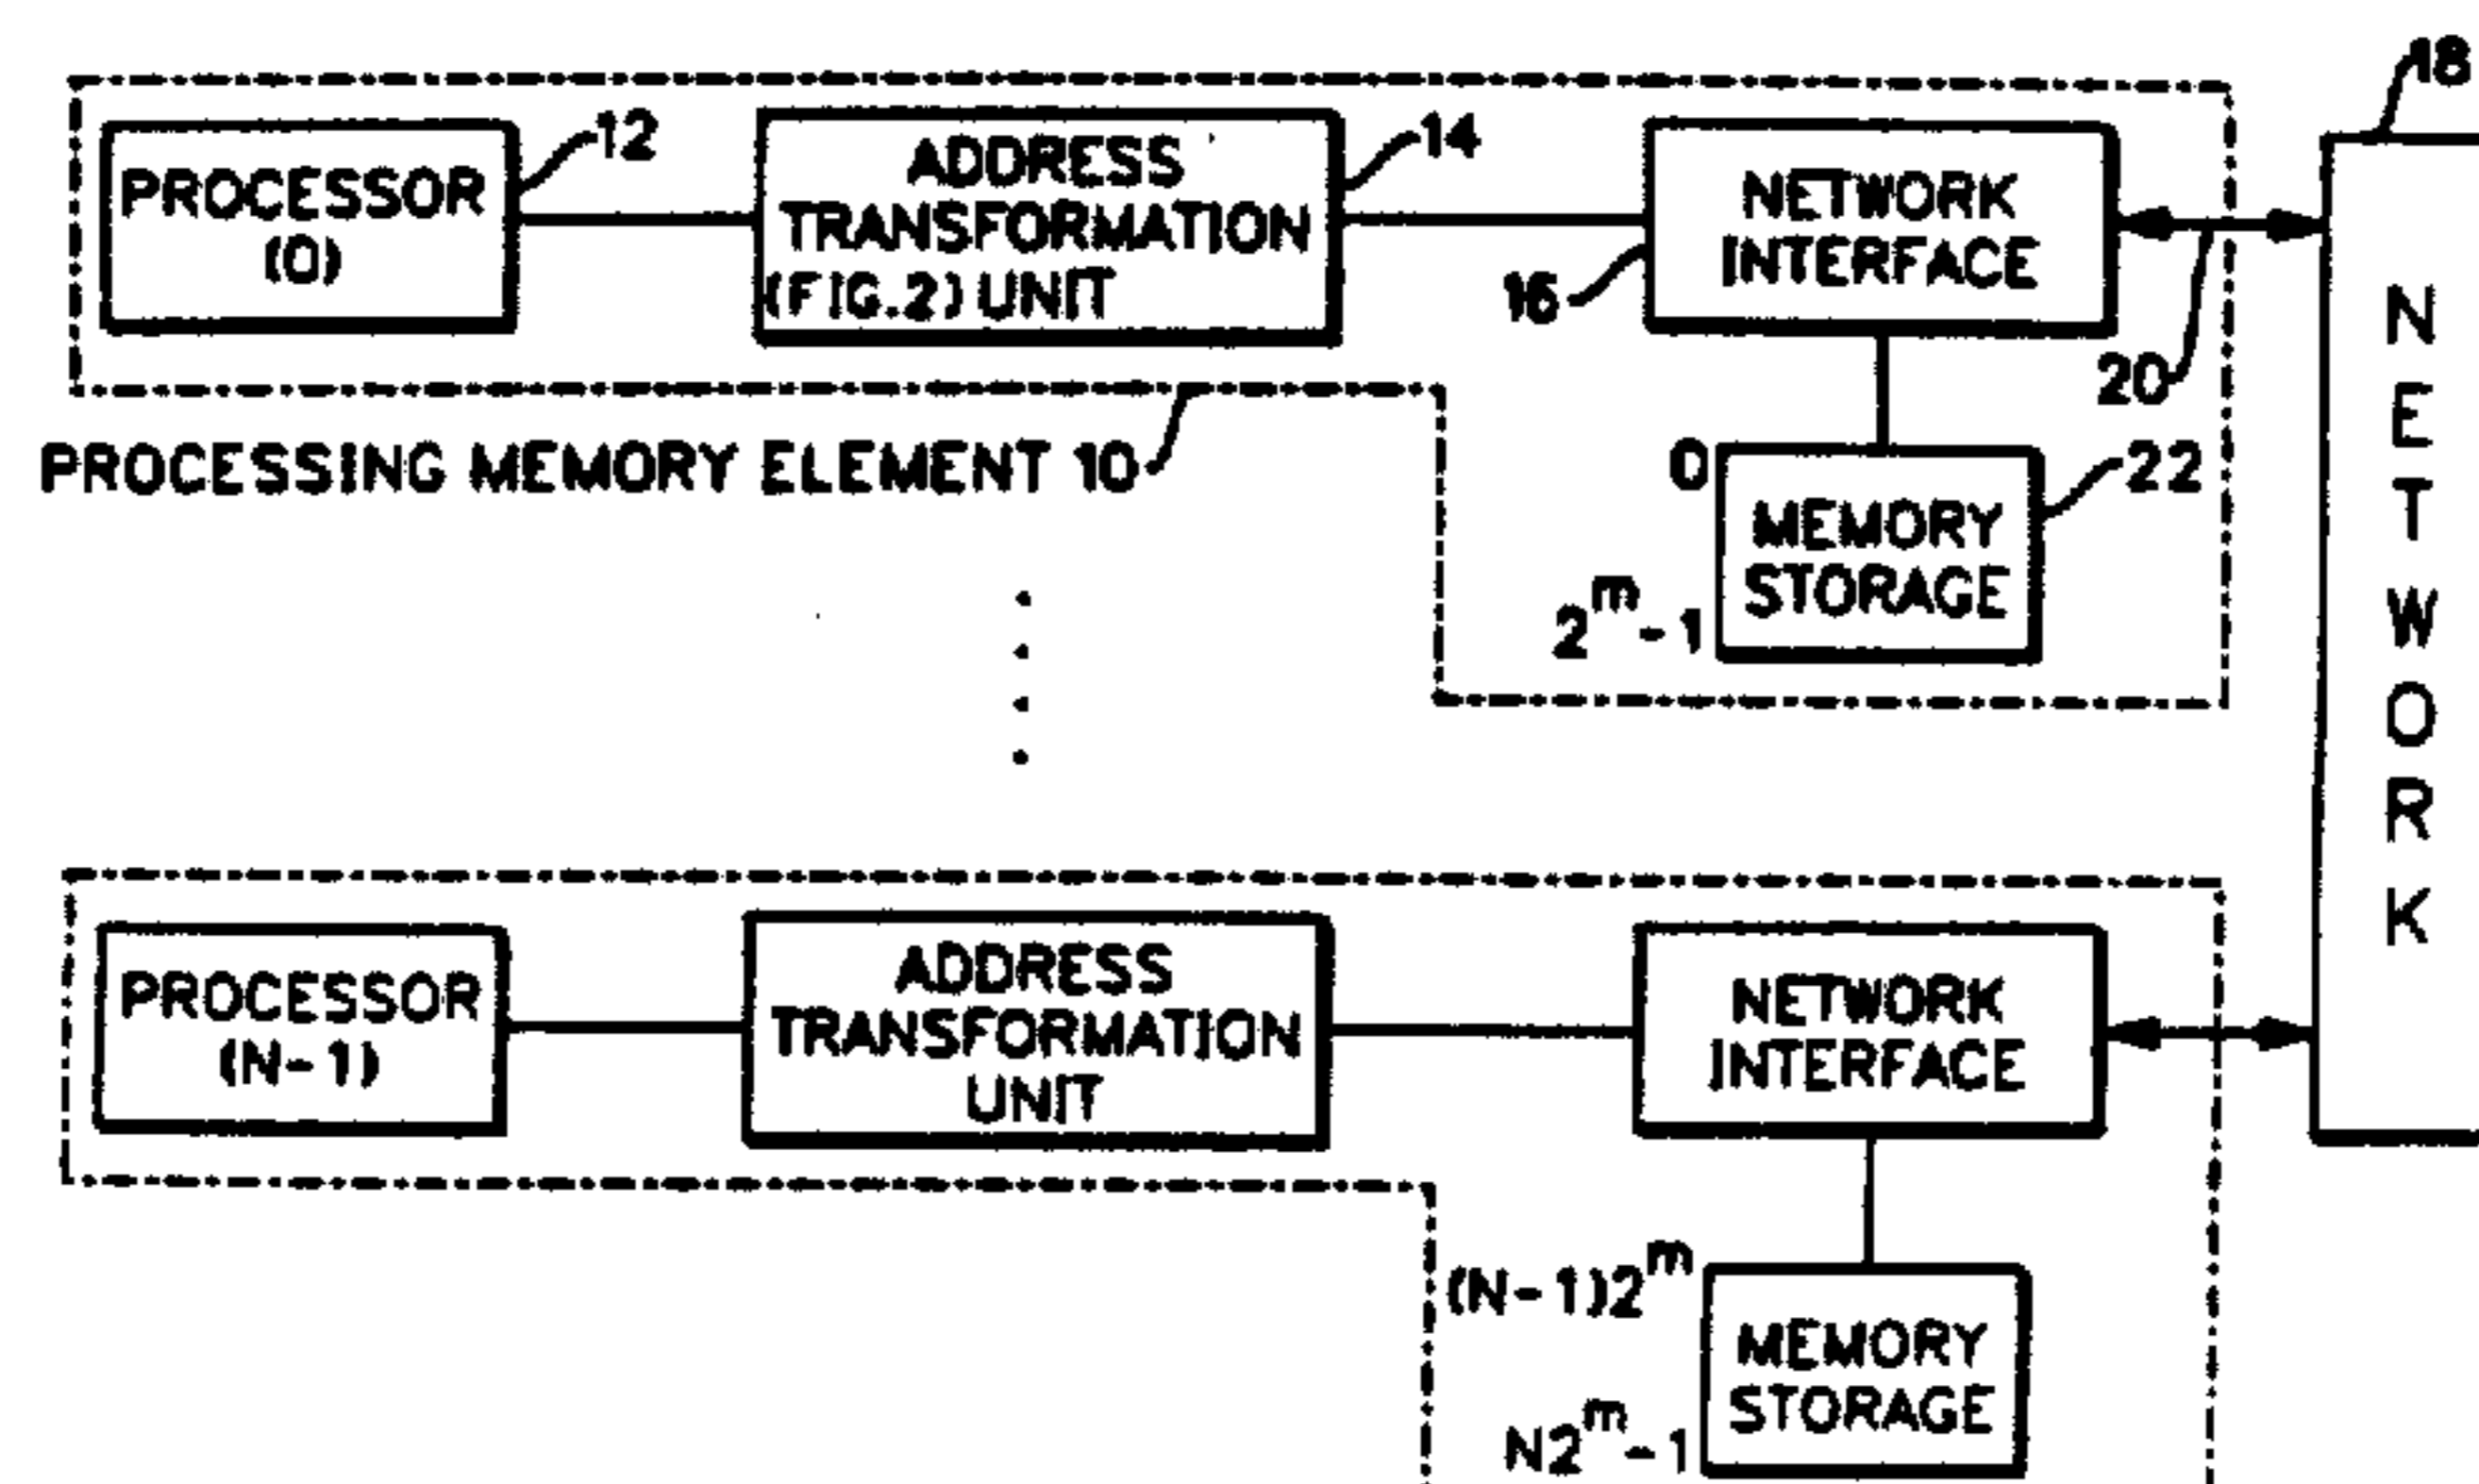 18
12
14
PROCESSOR
(0)
ADDRESS
TRANSFORMATION
(FIG.2) UNIT
16
NETWORK
INTERFACE
20
NETWORK
PROCESSING MEMORY ELEMENT 10
0
22
MEMORY
STORAGE
2^m-1
PROCESSOR
(N-1)
ADDRESS
TRANSFORMATION
UNIT
NETWORK
INTERFACE
(N-1)2^m
MEMORY
STORAGE
N2^m-1